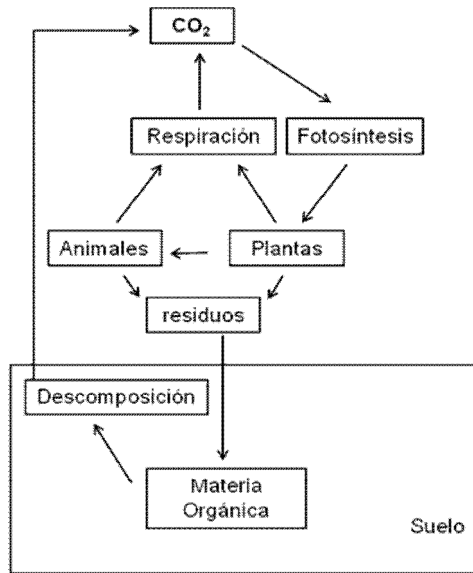 CO₂
Respiración
Fotosíntesis
Animales
Plantas
residuos
Descomposición
Materia
Orgánica
Suelo